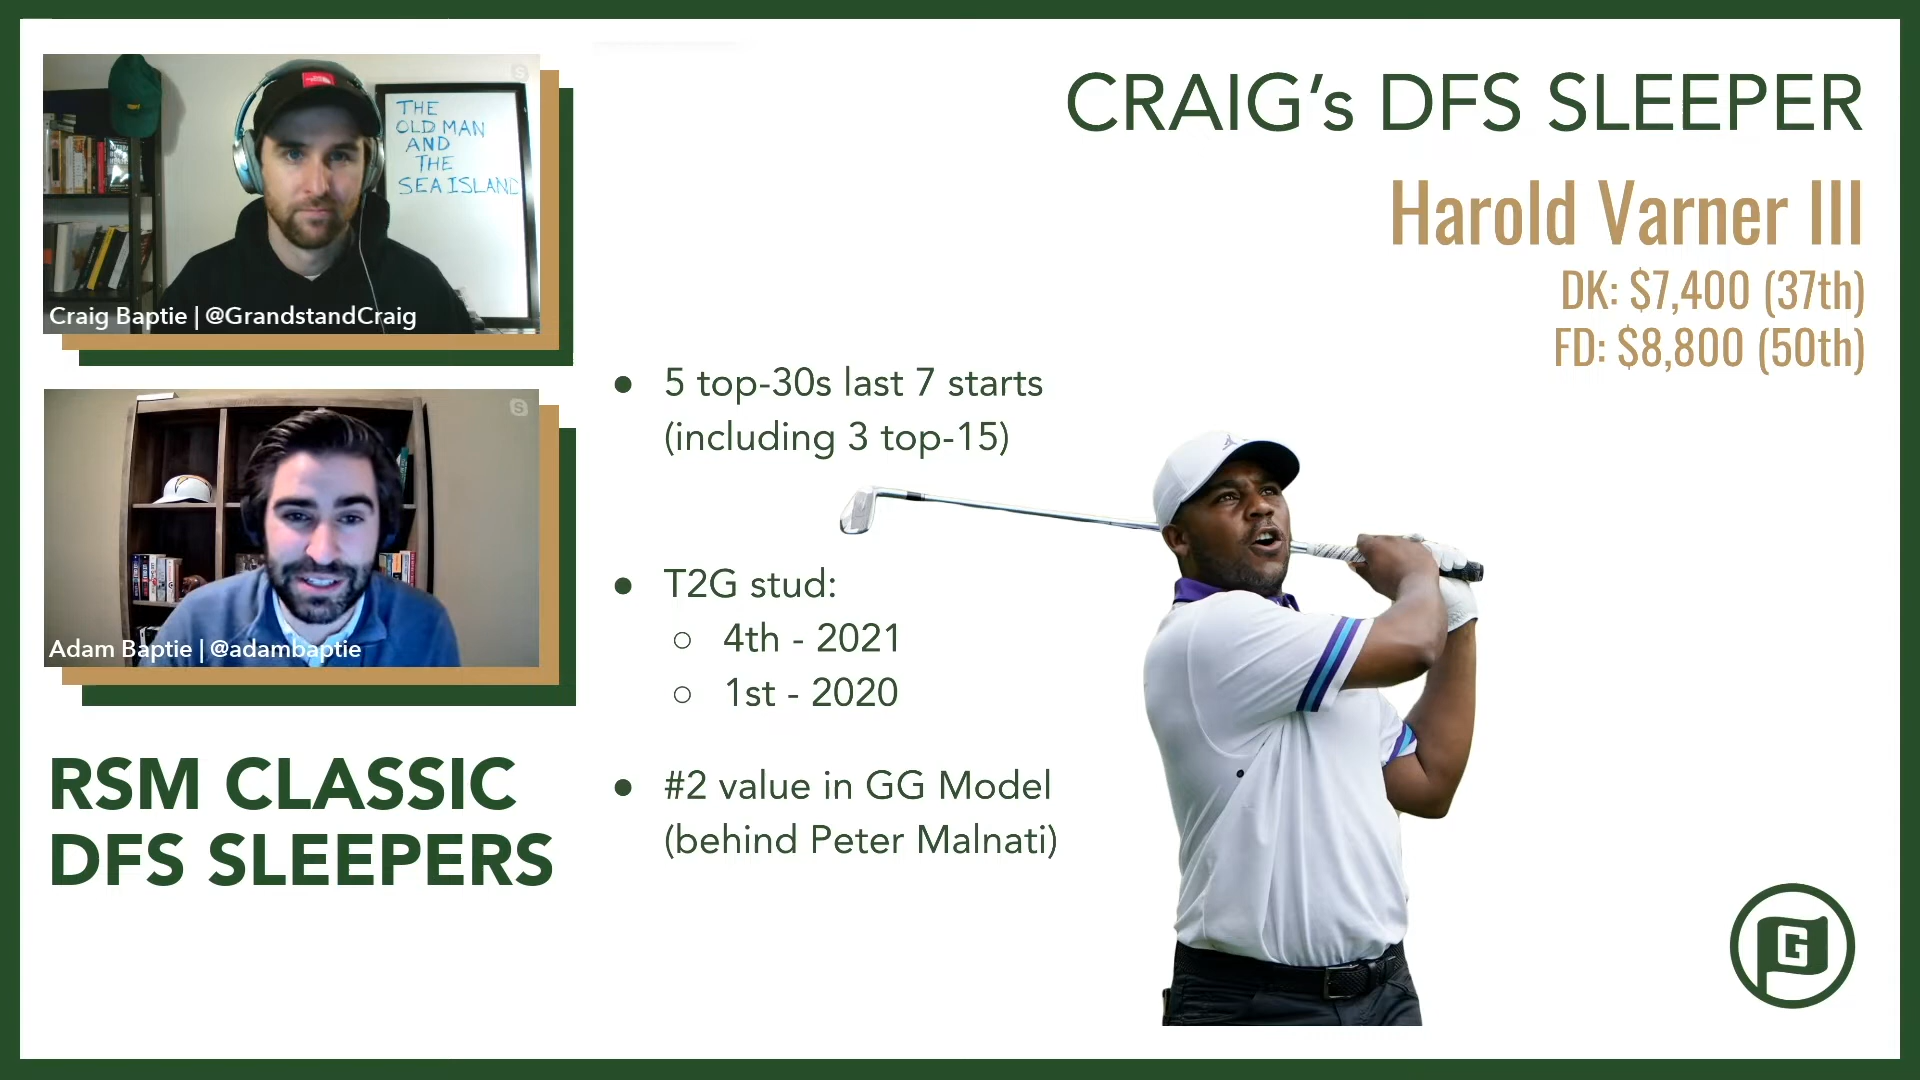 THE
OLD MAN
AND
THE
SEA ISLAND
Craig Baptie | @GrandstandCraig
Adam Baptie | @adambaptie
RSM CLASSIC
DFS SLEEPERS
CRAIG's DFS SLEEPER
Harold Varner III
DK: $7,400 (37th)
FD: $8,800 (50th)
● 5 top-30s last 7 starts
(including 3 top-15)
● T2G stud:
○ 4th - 2021
○ 1st - 2020
● #2 value in GG Model
(behind Peter Malnati)
G